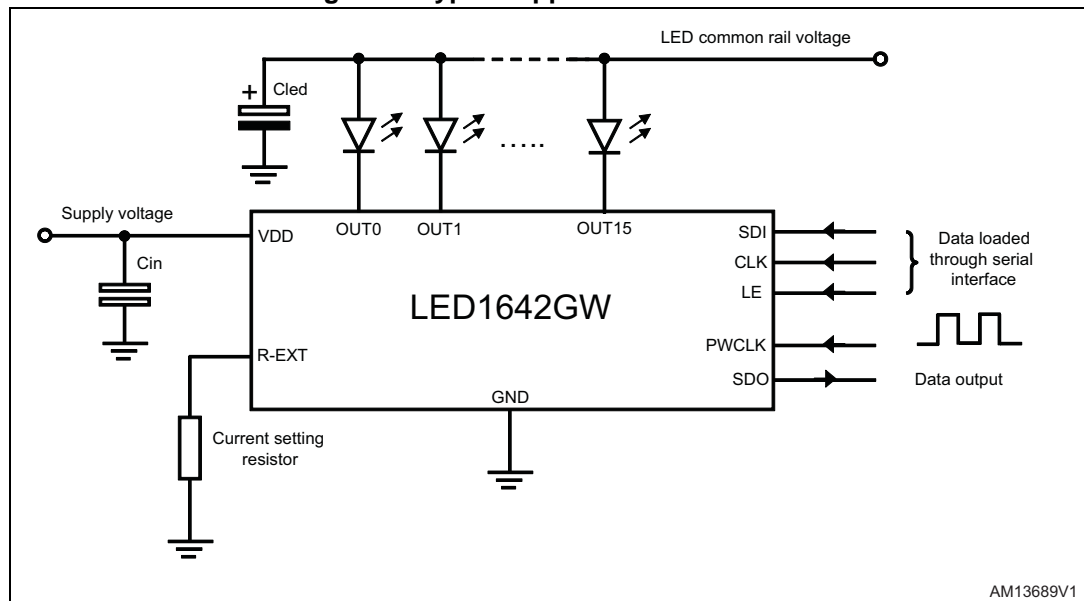 LED common rail voltage
+
Cled
.....
Supply voltage
VDD
OUT0
OUT1
OUT15
SDI
CLK
LE
Data loaded
through serial
interface
Cin
LED1642GW
R-EXT
PWCLK
SDO
Data output
GND
Current setting
resistor
AM13689V1